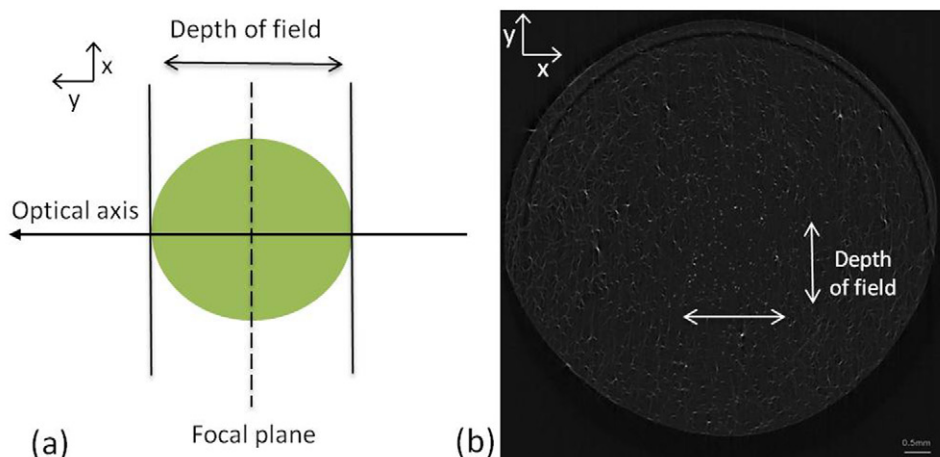 Depth of field
x
y
Optical axis
Focal plane
(a)
y
x
Depth
of field
0.5mm
(b)